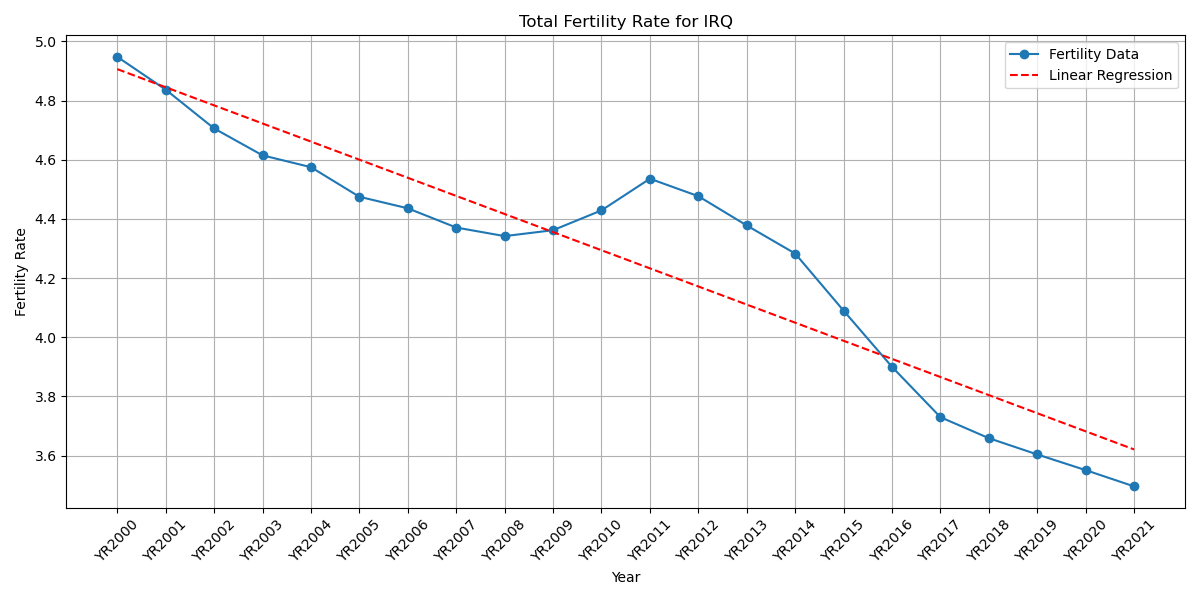 Total Fertility Rate for IRQ
Fertility Data
Linear Regression
Fertility Rate
5.0
4.8
4.6
4.4
4.2
4.0
3.8
3.6
YR2000
YR2001
YR2002
YR2003
YR2004
YR2005
YR2006
YR2007
YR2008
YR2009
YR2010
YR2011
YR2012
YR2013
YR2014
YR2015
YR2016
YR2017
YR2018
YR2019
YR2020
YR2021
Year